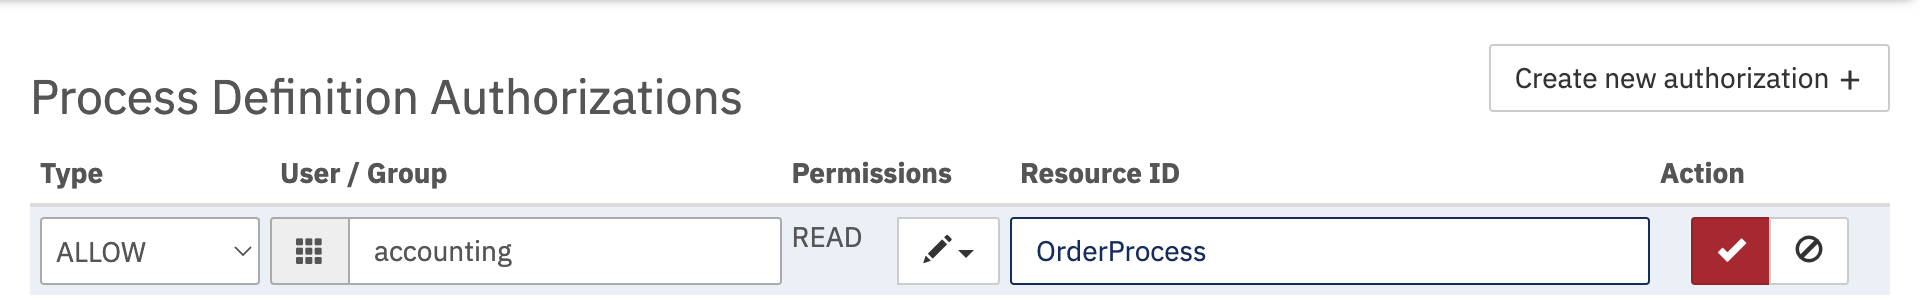 Create new authorization +
Process Definition Authorizations
Type User / Group Permissions Resource ID Action
ALLOW accounting READ OrderProcess